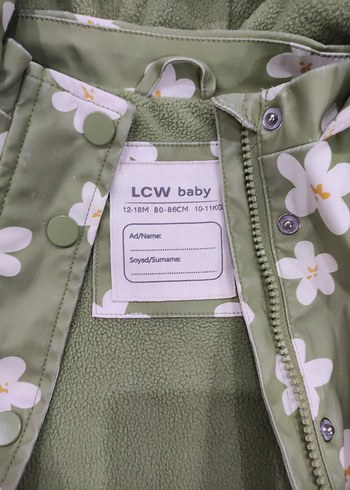 LCW baby
12-18M 80-86CM 10-11KG
Ad/Name:
Soyad/Surname: